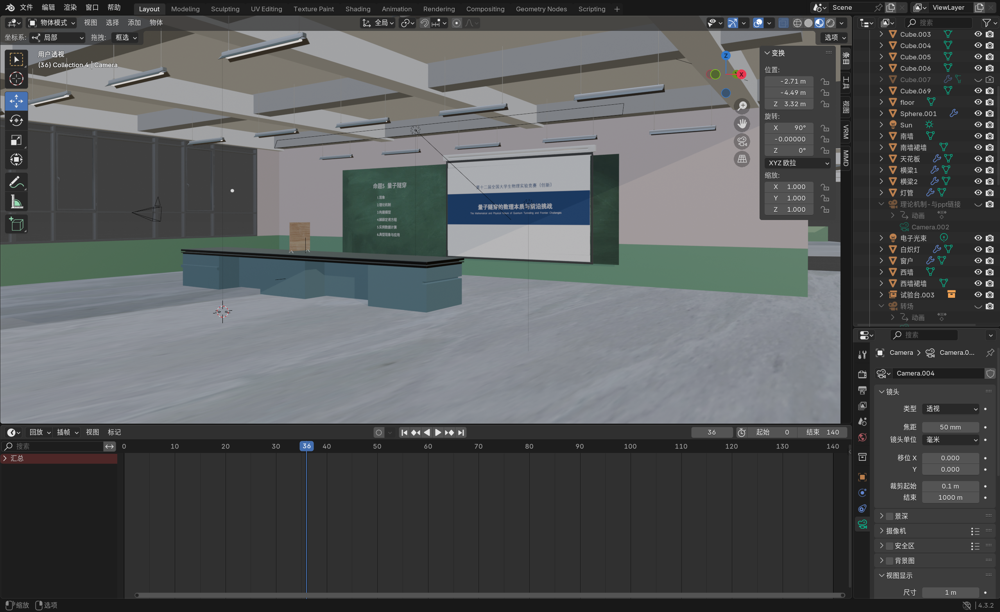 文件 编辑 渲染 窗口 帮助 Layout Modeling Sculpting UV Editing Texture Paint Shading Animation Rendering Compositing Geometry Nodes Scripting + Scene ViewLayer
物体模式 视图 选择 添加 物体 全局 搜索
坐标系: 局部 拖拽: 框选 选项
用户透视
(36) Collection 4 | Camera
命题5 量子隧穿
1.现象
2.理论机制
3.构建模型
4.解薛定谔方程
5.实例数据计算
6.典型现象与应用
第十二届全国大学生物理实验竞赛（创新）
量子隧穿的数理本质与前沿挑战
The Mathematical and Physical Nature of Quantum Tunneling and Frontier Challenges
Z
Y
X
变换
位置:
-2.71 m
-4.49 m
Z 3.32 m
旋转:
X 90°
-0.00000
Z 0°
XYZ 欧拉
缩放:
X 1.000
Y 1.000
Z 1.000
条目
工具
视图
VRM
MMD
Cube.003
Cube.004
Cube.005
Cube.006
Cube.007
Cube.069
floor
Sphere.001
Sun
南墙
南墙裙墙
天花板
横梁1
横梁2
灯管
理论机制-与ppt链接
动画
Camera.002
电子光束
白炽灯
窗户
西墙
西墙裙墙
试验台.003
转场
动画
搜索
Camera Camera.0...
Camera.004
镜头
类型 透视
焦距 50 mm
镜头单位 毫米
移位 X 0.000
Y 0.000
裁剪起始 0.1 m
结束 1000 m
景深
摄像机
安全区
背景图
视图显示
尺寸 1 m
回放 插帧 视图 标记 36 起始 0 结束 140
搜索 0 10 20 30 36 40 50 60 70 80 90 100 110 120 130 140
汇总
缩放 选项 4.3.2